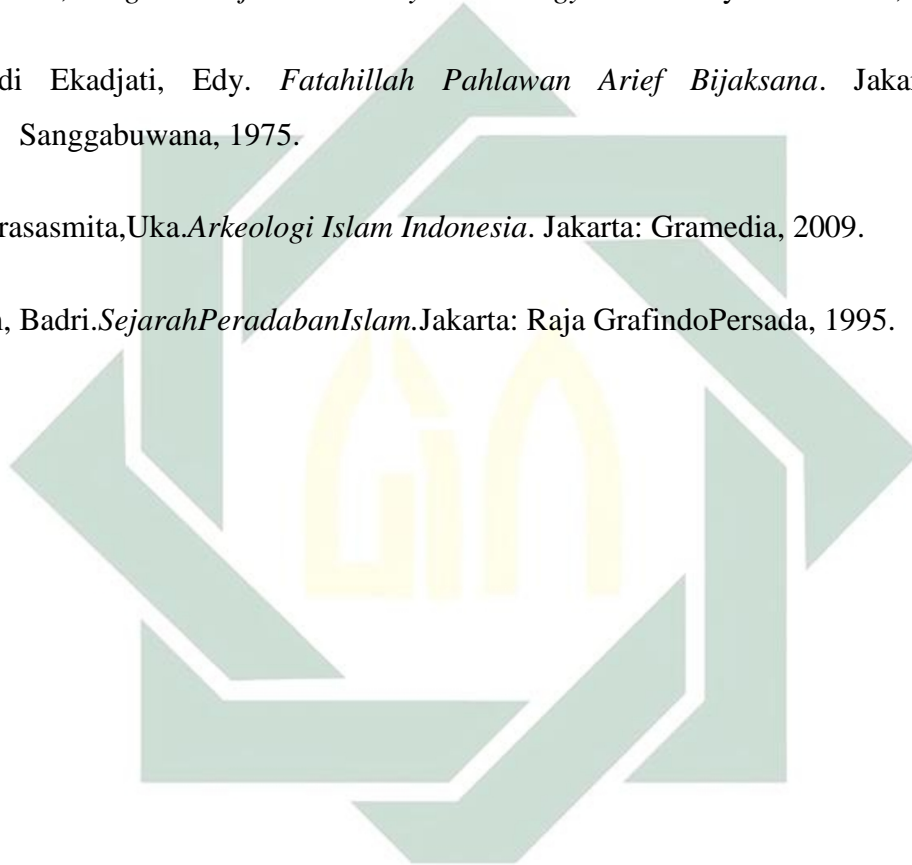 di Ekadjati, Edy. Fatahillah Pahlawan Arief Bijaksana. Jakar
Sanggabuwana, 1975.
rasasmita,Uka.Arkeologi Islam Indonesia. Jakarta: Gramedia, 2009.
, Badri.SejarahPeradabanIslam.Jakarta: Raja GrafindoPersada, 1995.